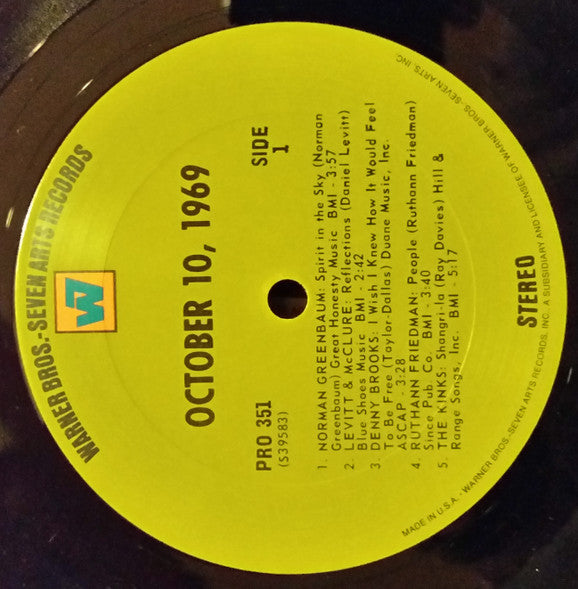 WARNER BROS.-SEVEN ARTS RECORDS
W7
OCTOBER 10, 1969
PRO 351
(S39583)
SIDE
1
1. NORMAN GREENBAUM: Spirit in the Sky (Norman
Greenbaum) Great Honesty Music BMI - 3:57
2. LEVITT & McCLURE: Reflections (Daniel Levitt)
Blue Shoes Music BMI - 2:42
3. DENNY BROOKS: I Wish I Knew How It Would Feel
To Be Free (Taylor-Dallas) Duane Music, Inc.
ASCAP - 3:28
4. RUTHANN FRIEDMAN: People (Ruthann Friedman)
Since Pub. Co. BMI - 3:40
5. THE KINKS: Shangri-la (Ray Davies) Hill &
Range Songs, Inc. BMI - 5:17
STEREO
MADE IN U.S.A. • WARNER BROS.-SEVEN ARTS RECORDS, INC. A SUBSIDIARY AND LICENSEE OF WARNER BROS.-SEVEN ARTS, INC.